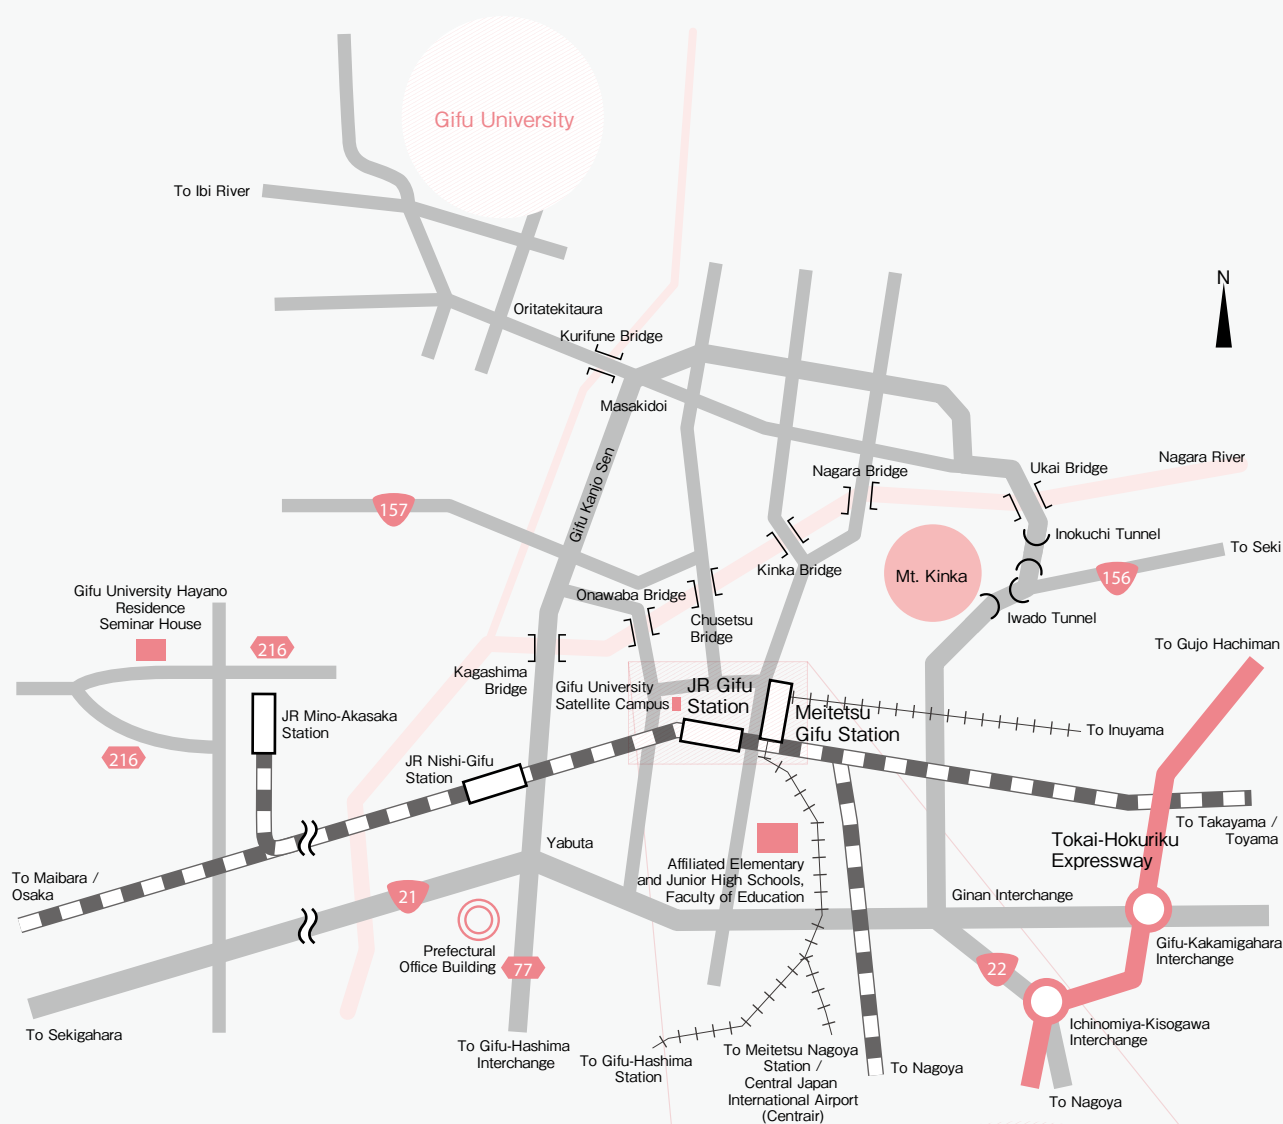 Gifu University
To Ibi River
N
Oritatekitaura
Kurifune Bridge
Masakidoi
Gifu Kanjo Sen
Nagara Bridge
Ukai Bridge
Nagara River
157
Inokuchi Tunnel
To Seki
Kinka Bridge
Mt. Kinka
156
Gifu University Hayano
Residence
Seminar House
Onawaba Bridge
Chusetsu
Bridge
Iwado Tunnel
216
To Gujo Hachiman
Kagashima
Bridge
Gifu University
Satellite Campus
JR Gifu
Station
Meitetsu
Gifu Station
JR Mino-Akasaka
Station
To Inuyama
216
JR Nishi-Gifu
Station
To Takayama /
Toyama
Yabuta
Tokai-Hokuriku
Expressway
Affiliated Elementary
and Junior High Schools,
Faculty of Education
To Maibara /
Osaka
21
Ginan Interchange
Prefectural
Office Building
77
22
Gifu-Kakamigahara
Interchange
To Sekigahara
Ichinomiya-Kisogawa
Interchange
To Gifu-Hashima
Interchange
To Gifu-Hashima
Station
To Meitetsu Nagoya
Station /
Central Japan
International Airport
(Centrair)
To Nagoya
To Nagoya